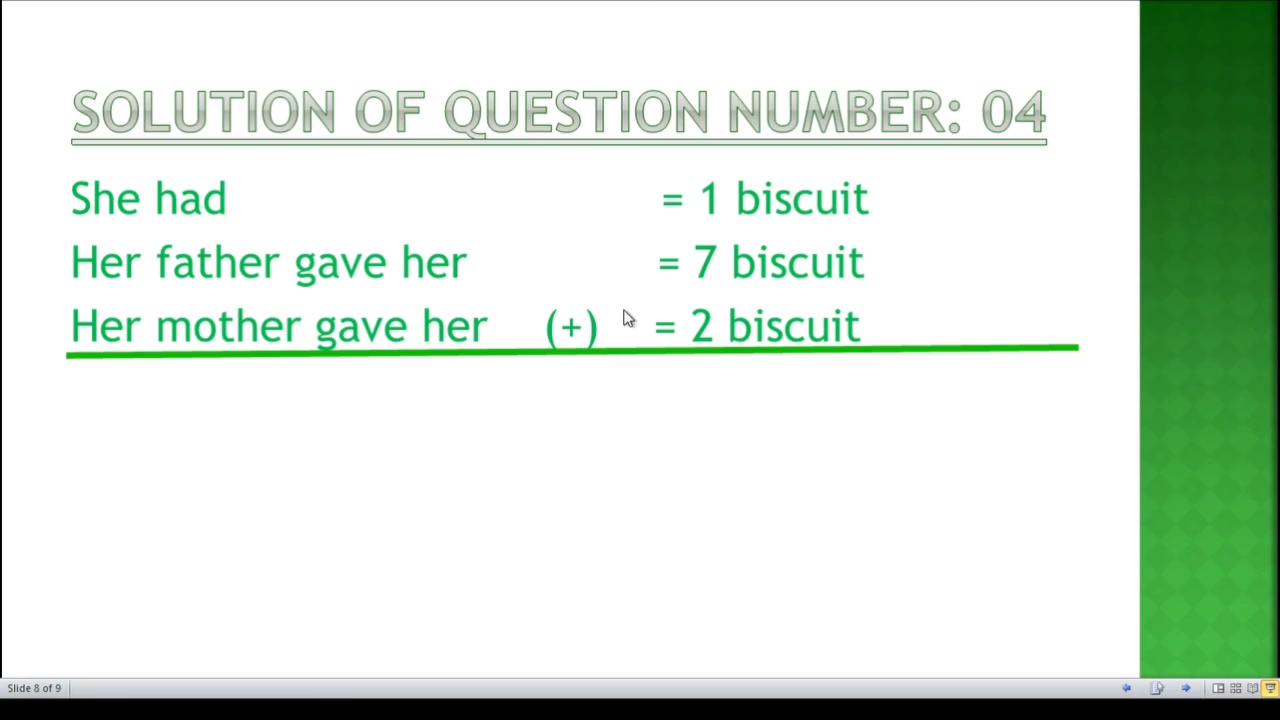 SOLUTION OF QUESTION NUMBER: 04
She had = 1 biscuit
Her father gave her = 7 biscuit
Her mother gave her (+) = 2 biscuit
Slide 8 of 9